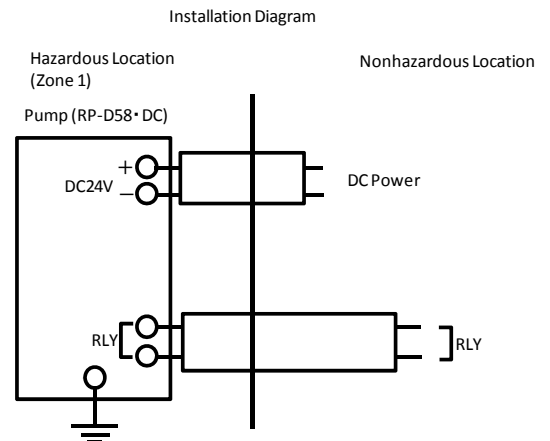 Installation Diagram
Hazardous Location
(Zone 1)
Nonhazardous Location
Pump (RP-D58・DC)
+
DC24V
−
DC Power
RLY
RLY